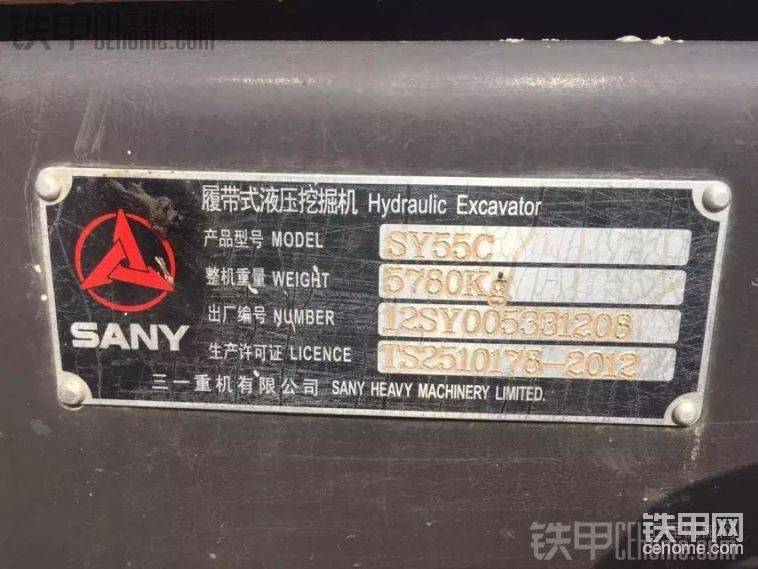 铁甲工程机械网
cehome.com
履带式液压挖掘机 Hydraulic Excavator
产品型号 MODEL SY55C
整机重量 WEIGHT 5780Kg
出厂编号 NUMBER 12SY005331208
生产许可证 LICENCE TS2510178-2012
SANY
三一重机有限公司 SANY HEAVY MACHINERY LIMITED.
铁甲网
cehome.com